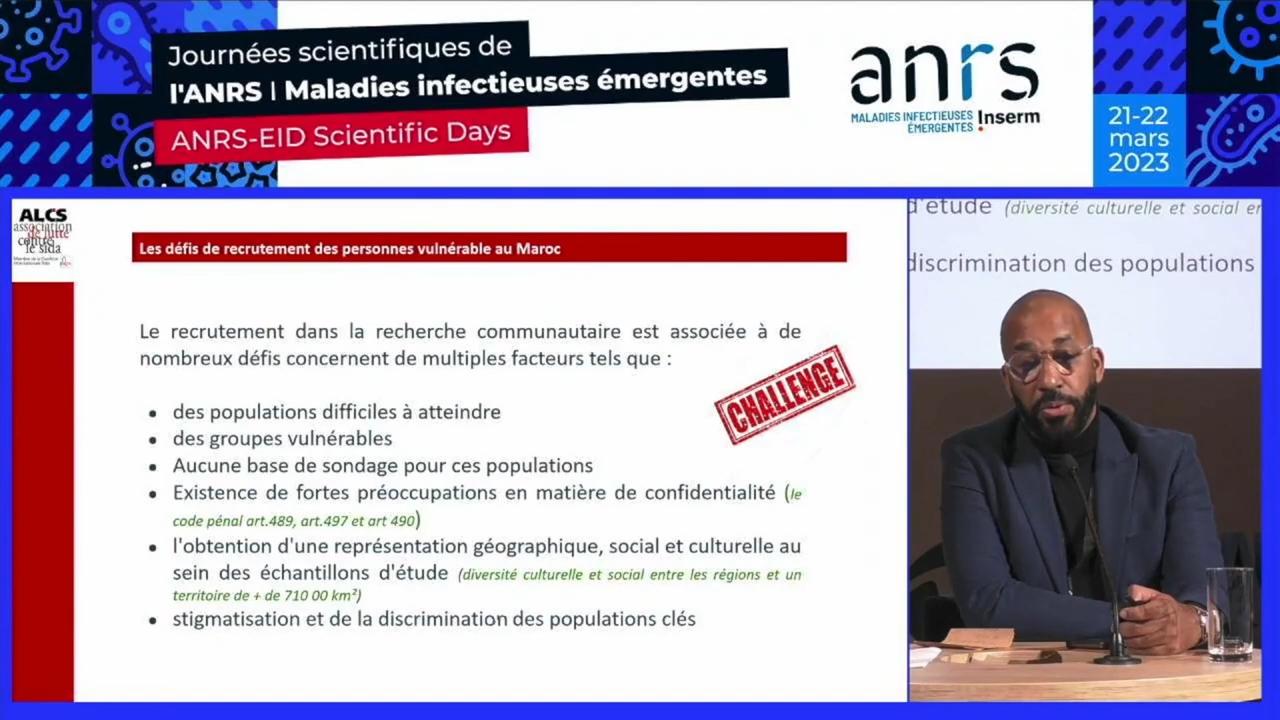 Journées scientifiques de
l'ANRS | Maladies infectieuses émergentes
ANRS-EID Scientific Days
anrs
MALADIES INFECTIEUSES
ÉMERGENTES
Inserm
21-22
mars
2023
ALCS
association
de lutte
contre
le sida
Les défis de recrutement des personnes vulnérable au Maroc
Le recrutement dans la recherche communautaire est associée à de
nombreux défis concernent de multiples facteurs tels que :
CHALLENGE
• des populations difficiles à atteindre
• des groupes vulnérables
• Aucune base de sondage pour ces populations
• Existence de fortes préoccupations en matière de confidentialité (le
code pénal art.489, art.497 et art 490)
• l'obtention d'une représentation géographique, social et culturelle au
sein des échantillons d'étude (diversité culturelle et social entre les régions et un
territoire de + de 710 00 km²)
• stigmatisation et de la discrimination des populations clés
d'étude (diversité culturelle et social en
discrimination des populations